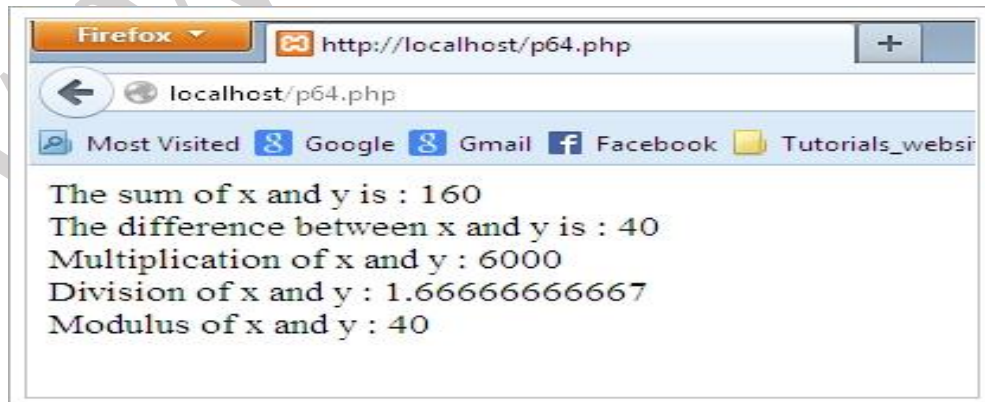 Firefox
http://localhost/p64.php
+
localhost/p64.php
Most Visited Google Gmail Facebook Tutorials_websi
The sum of x and y is : 160
The difference between x and y is : 40
Multiplication of x and y : 6000
Division of x and y : 1.66666666667
Modulus of x and y : 40